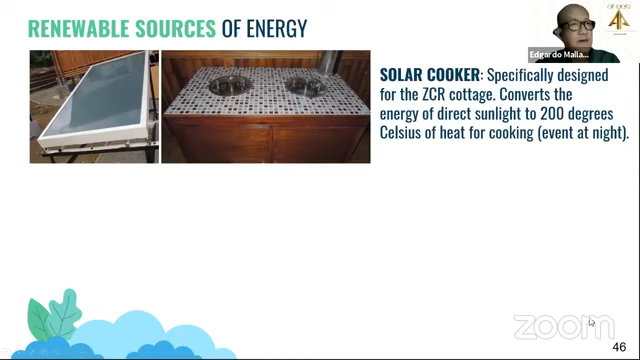 RENEWABLE SOURCES OF ENERGY
Edgardo Malla...
SOLAR COOKER: Specifically designed
for the ZCR cottage. Converts the
energy of direct sunlight to 200 degrees
Celsius of heat for cooking (event at night).
zoom
46